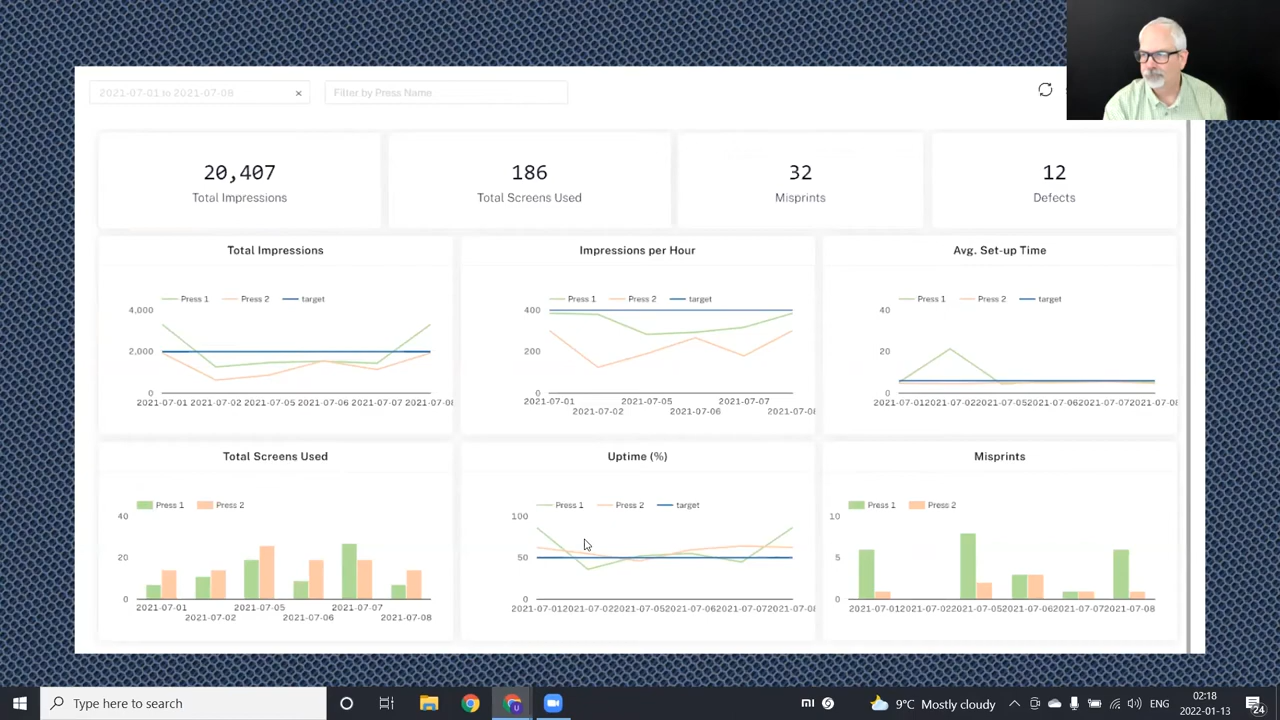 2021-07-01 to 2021-07-08 ×
Filter by Press Name
20,407
Total Impressions
186
Total Screens Used
32
Misprints
12
Defects
Total Impressions
Press 1 Press 2 target
4,000
2,000
0
2021-07-01 2021-07-02 2021-07-05 2021-07-06 2021-07-07 2021-07-08
Impressions per Hour
Press 1 Press 2 target
400
200
0
2021-07-01 2021-07-05 2021-07-07
2021-07-02 2021-07-06 2021-07-08
Avg. Set-up Time
Press 1 Press 2 target
40
20
0
2021-07-01 2021-07-02 2021-07-05 2021-07-06 2021-07-07 2021-07-08
Total Screens Used
Press 1 Press 2
40
20
0
2021-07-01 2021-07-05 2021-07-07
2021-07-02 2021-07-06 2021-07-08
Uptime (%)
Press 1 Press 2 target
100
50
0
2021-07-01 2021-07-02 2021-07-05 2021-07-06 2021-07-07 2021-07-08
Misprints
Press 1 Press 2
10
5
0
2021-07-01 2021-07-02 2021-07-05 2021-07-06 2021-07-07 2021-07-08
Type here to search
U
mi
9°C Mostly cloudy
ENG
02:18
2022-01-13
24